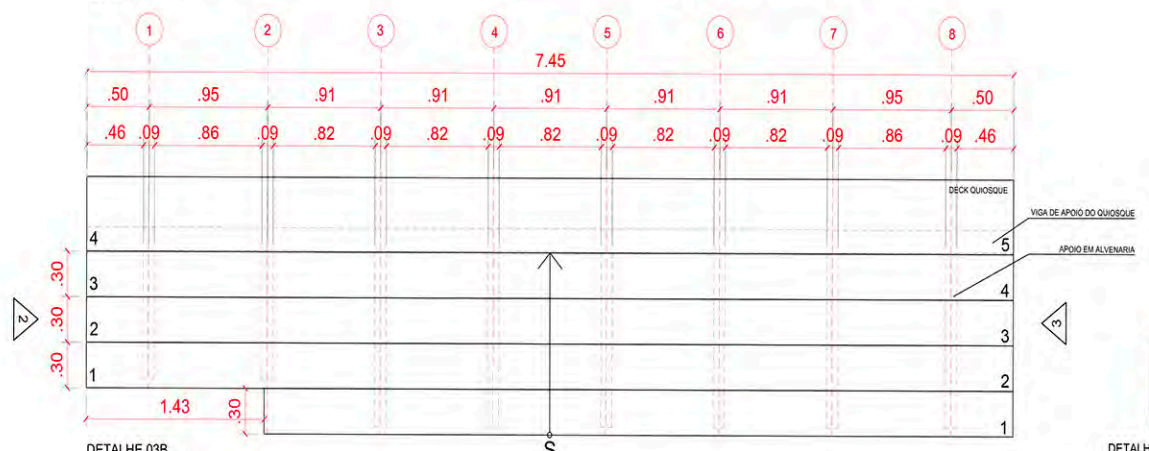 1 2 3 4 5 6 7 8
7.45
.50 .95 .91 .91 .91 .91 .91 .95 .50
.46 .09 .86 .09 .82 .09 .82 .09 .82 .09 .82 .09 .82 .09 .86 .09 .46
DECK QUIOSQUE
VIGA DE APOIO DO QUIOSQUE
4 5
APOIO EM ALVENARIA
.30
3 4
2 .30 3
2 3
.30
1 2
1.43 .30
1
S
DETALHE 03B
DETALH